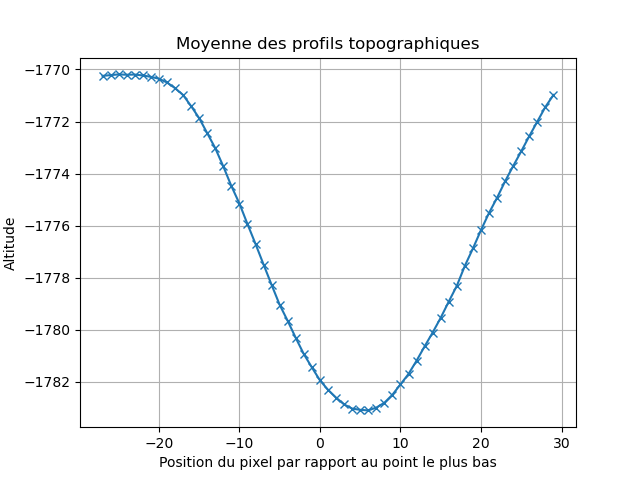 Moyenne des profils topographiques
Altitude
−1770
−1772
−1774
−1776
−1778
−1780
−1782
−20 −10 0 10 20 30
Position du pixel par rapport au point le plus bas